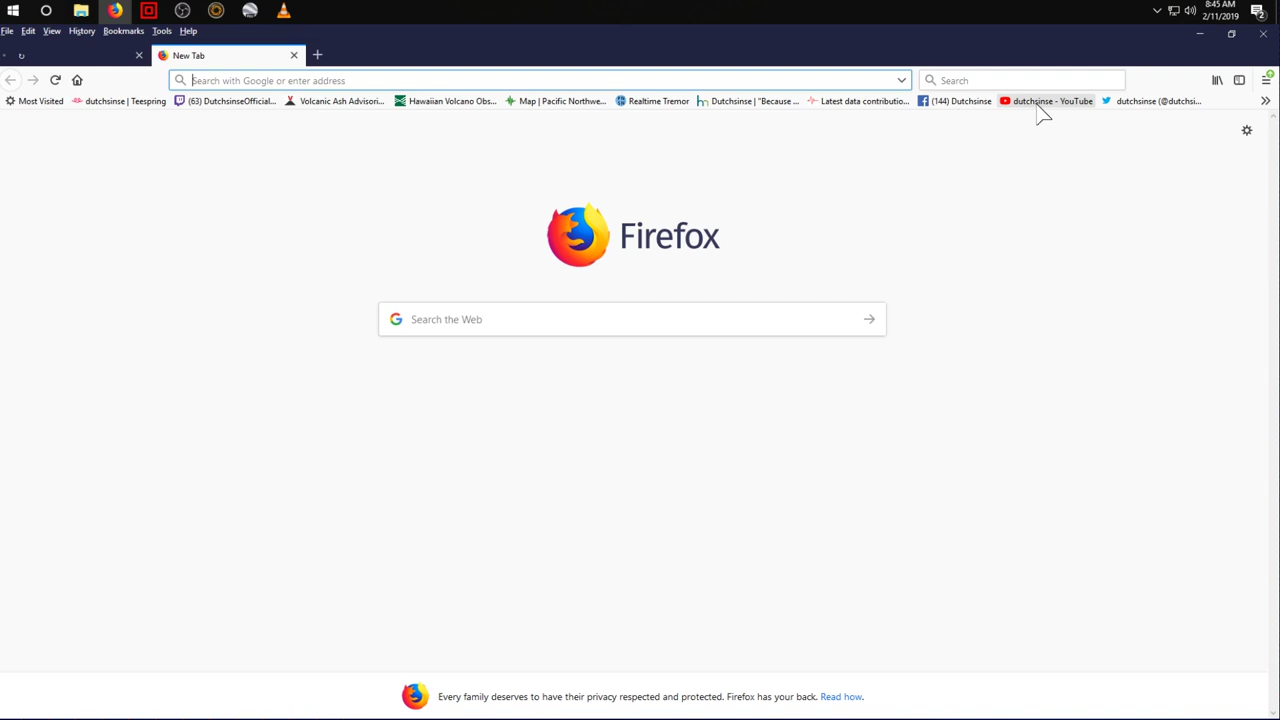 8:45 AM
2/11/2019
2
File Edit View History Bookmarks Tools Help
New Tab
Search with Google or enter address
Search
Most Visited dutchsinse | Teespring (63) DutchsinseOfficial... Volcanic Ash Advisori... Hawaiian Volcano Obs... Map | Pacific Northwe... Realtime Tremor Dutchsinse | "Because ... Latest data contributio... (144) Dutchsinse dutchsinse - YouTube dutchsinse (@dutchsi...
Firefox
Search the Web
Every family deserves to have their privacy respected and protected. Firefox has your back. Read how.